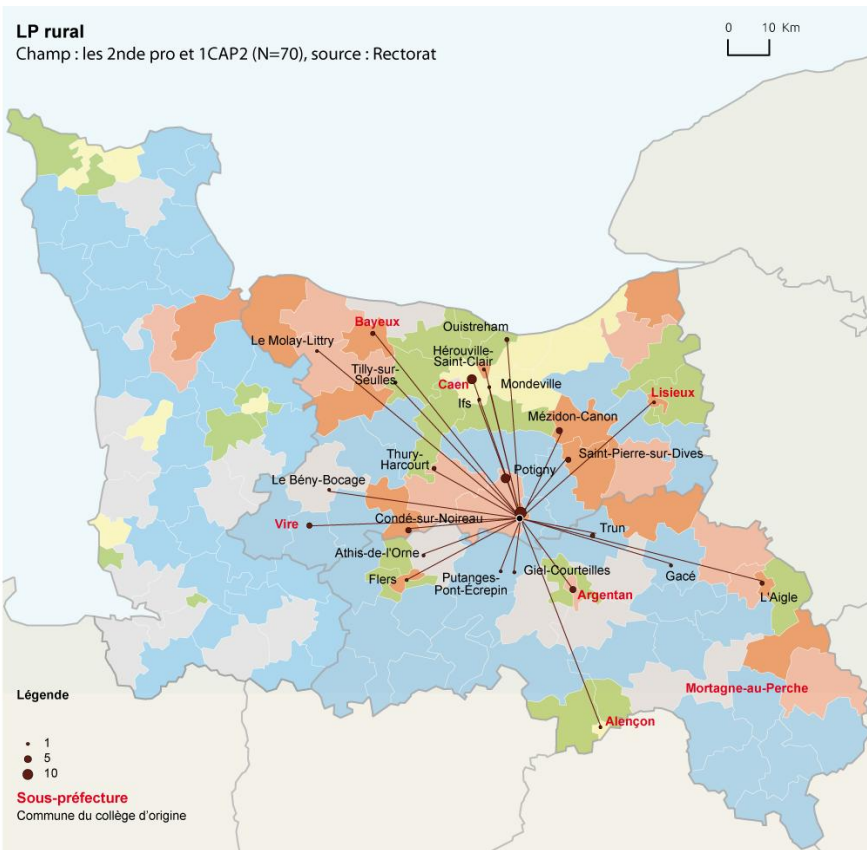 LP rural
Champ : les 2nde pro et 1CAP2 (N=70), source : Rectorat
0 10 Km
Bayeux
Ouistreham
Le Molay-Littry
Hérouville-
Saint-Clair
Tilly-sur-
Seulles
Caen
Mondeville
Ifs
Lisieux
Mézidon-Canon
Thury-
Harcourt
Saint-Pierre-sur-Dives
Potigny
Le Bény-Bocage
Vire
Condé-sur-Noireau
Trun
Athis-de-l'Orne
Flers
Putanges-
Pont-Écrepin
Giel-Courteilles
Gacé
L'Aigle
Argentan
Mortagne-au-Perche
Alençon
Légende
1
5
10
Sous-préfecture
Commune du collège d'origine